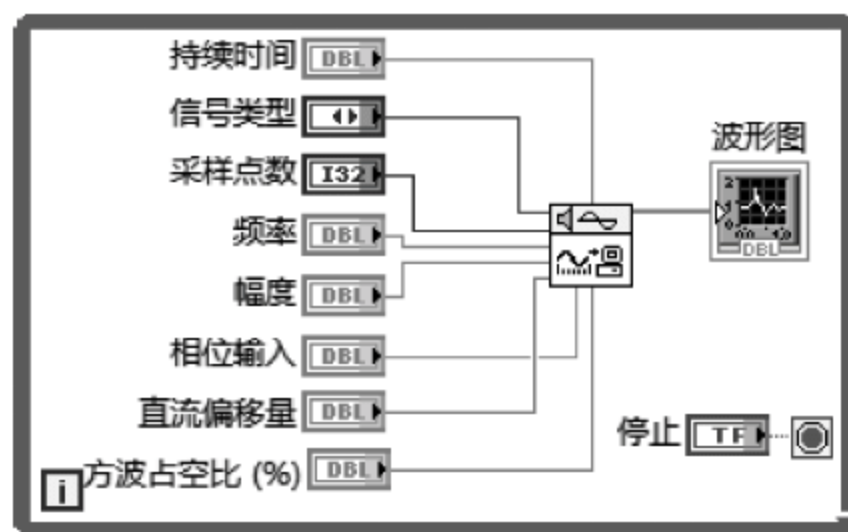 持续时间 DBL
信号类型
采样点数 I32
频率 DBL
幅度 DBL
相位输入 DBL
直流偏移量 DBL
方波占空比 (%) DBL
i
波形图
DBL
停止 TF